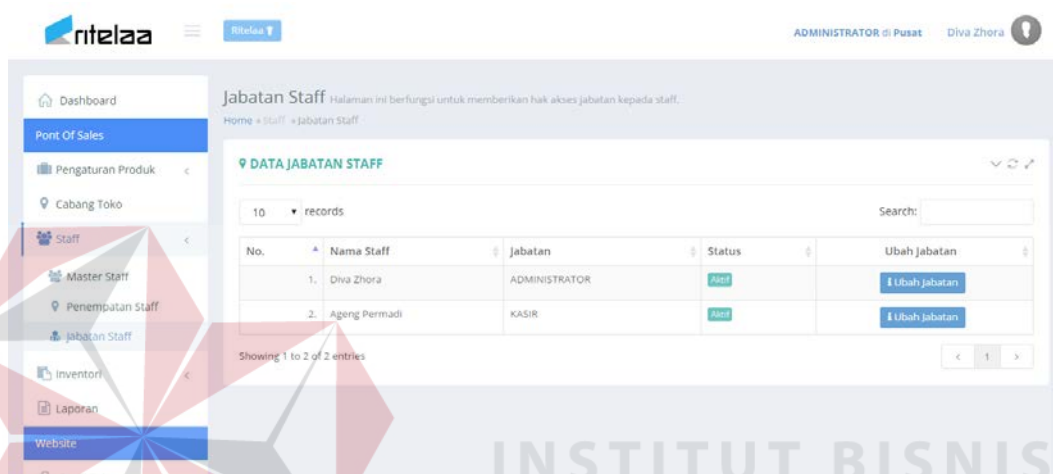 ritelaa
Ritelaa
ADMINISTRATOR di Pusat
Diva Zhora
Dashboard
Pont Of Sales
Pengaturan Produk
Cabang Toko
Staff
Master Staff
Penempatan Staff
Jabatan Staff
Inventori
Laporan
Website
Jabatan Staff Halaman ini berfungsi untuk memberikan hak akses jabatan kepada staff.
Home » Staff » Jabatan Staff
DATA JABATAN STAFF
10 records
Search:
No. Nama Staff Jabatan Status Ubah Jabatan
1. Diva Zhora ADMINISTRATOR Aktif Ubah Jabatan
2. Ageng Permadi KASIR Aktif Ubah Jabatan
Showing 1 to 2 of 2 entries
< 1 >
INSTITUT BISNIS